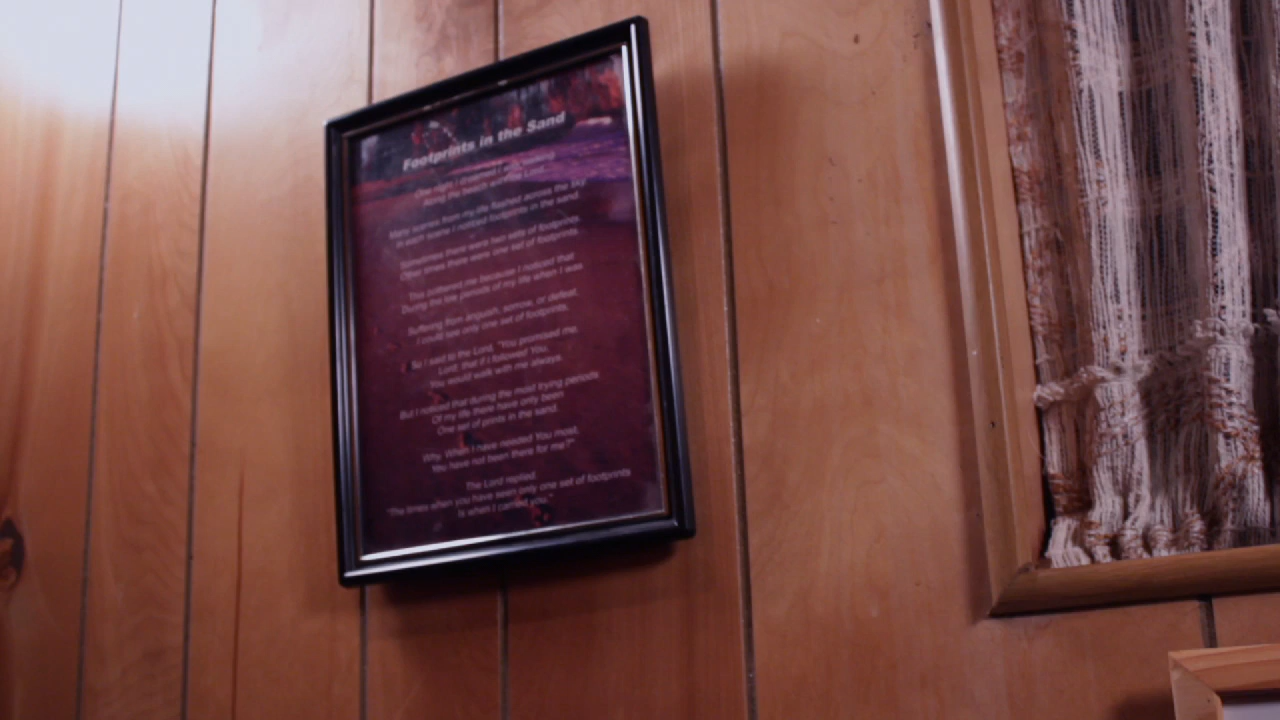 Footprints in the Sand
One night I dreamed I was walking
Along the beach with the Lord.
Many scenes from my life flashed across the sky.
In each scene I noticed footprints in the sand.
Sometimes there were two sets of footprints.
Other times there were one set of footprints.
This bothered me because I noticed that
During the low periods of my life when I was
Suffering from anguish, sorrow, or defeat,
I could see only one set of footprints.
So I said to the Lord, "You promised me,
Lord; that if I followed You,
You would walk with me always.
But I noticed that during the most trying periods
Of my life there have only been
One set of prints in the sand.
Why, When I have needed You most,
You have not been there for me?"
The Lord replied,
"The times when you have seen only one set of footprints
Is when I carried you."